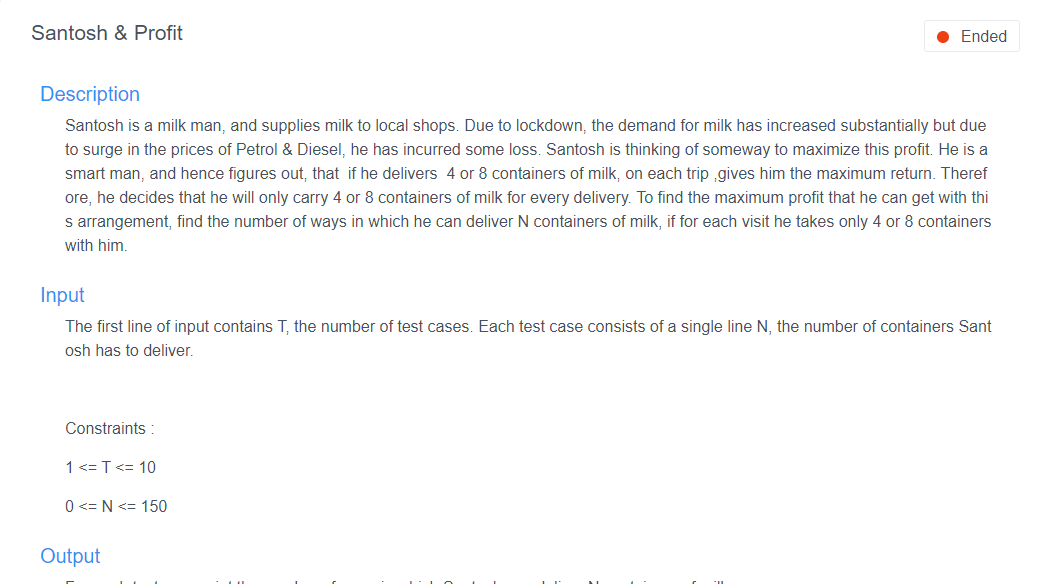 Santosh & Profit
Ended
Description
Santosh is a milk man, and supplies milk to local shops. Due to lockdown, the demand for milk has increased substantially but due
to surge in the prices of Petrol & Diesel, he has incurred some loss. Santosh is thinking of someway to maximize this profit. He is a
smart man, and hence figures out, that  if he delivers  4 or 8 containers of milk, on each trip ,gives him the maximum return. Theref
ore, he decides that he will only carry 4 or 8 containers of milk for every delivery. To find the maximum profit that he can get with thi
s arrangement, find the number of ways in which he can deliver N containers of milk, if for each visit he takes only 4 or 8 containers
with him.
Input
The first line of input contains T, the number of test cases. Each test case consists of a single line N, the number of containers Sant
osh has to deliver.
Constraints :
1 <= T <= 10
0 <= N <= 150
Output